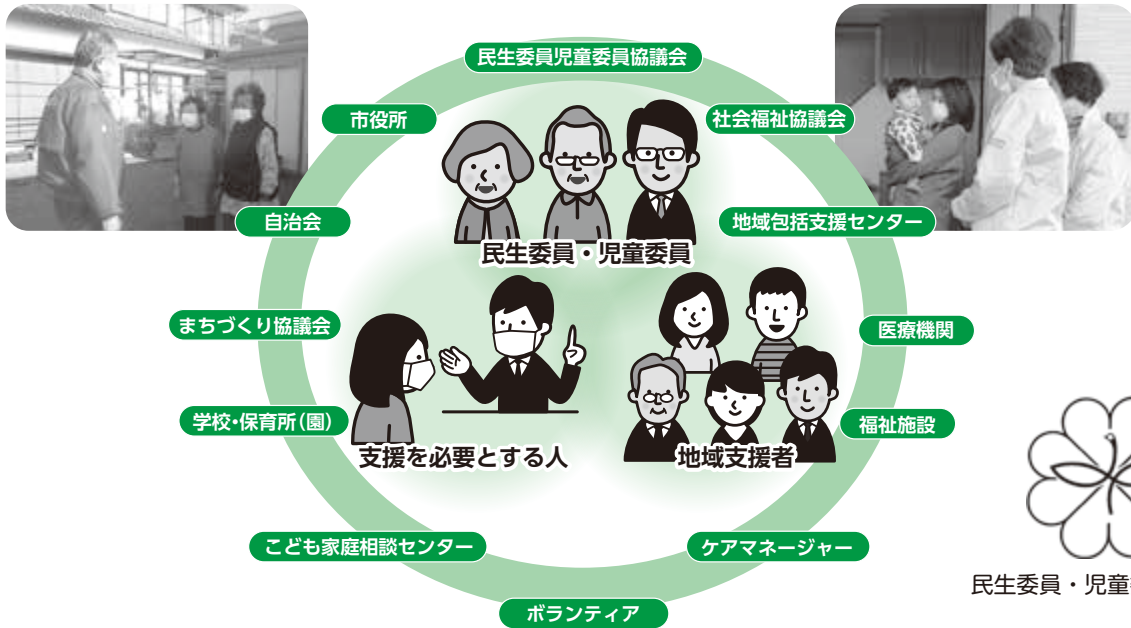 民生委員児童委員協議会
市役所
社会福祉協議会
自治会
地域包括支援センター
民生委員・児童委員
まちづくり協議会
医療機関
学校・保育所（園）
福祉施設
支援を必要とする人
地域支援者
こども家庭相談センター
ケアマネージャー
民生委員・児童
ボランティア